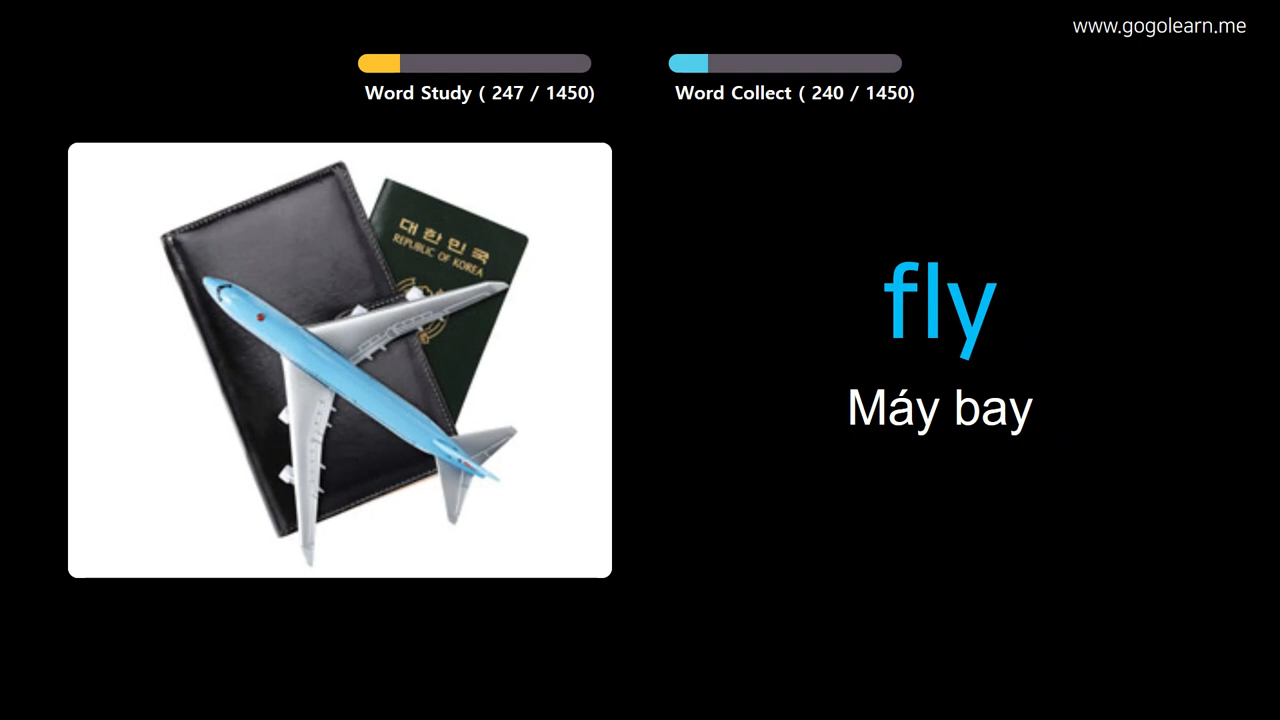 www.gogolearn.me
Word Study ( 247 / 1450)
Word Collect ( 240 / 1450)
대한민국
REPUBLIC OF KOREA
fly
Máy bay